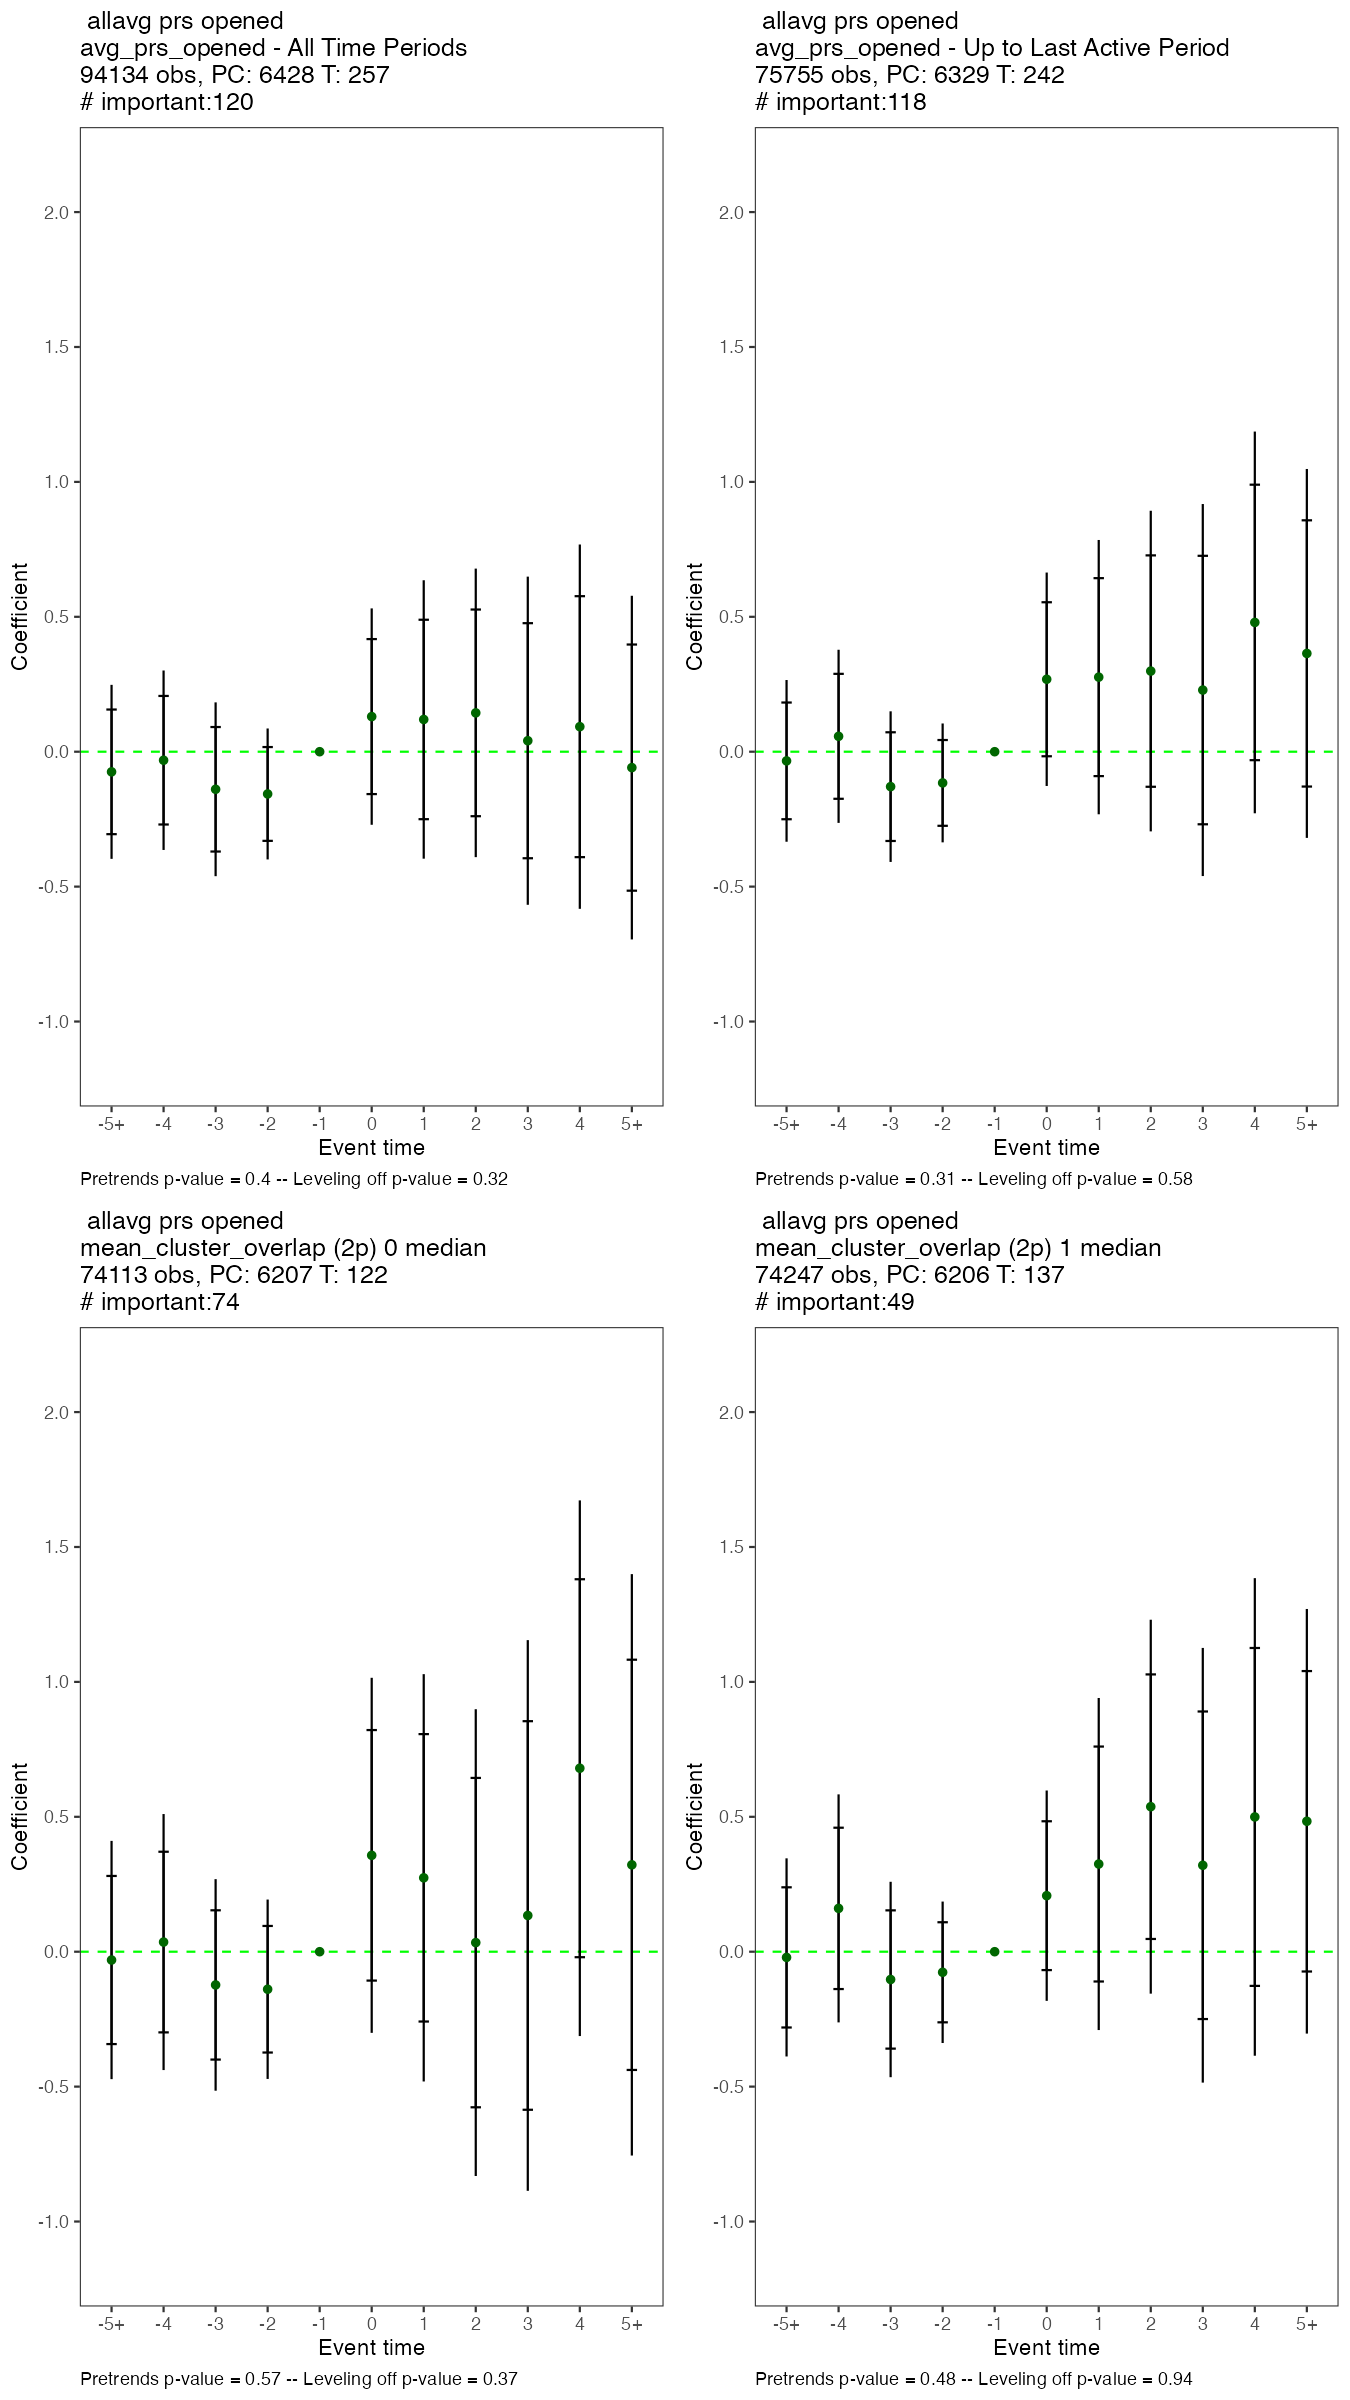 allavg prs opened
avg_prs_opened - All Time Periods
94134 obs, PC: 6428 T: 257
# important:120
2.0
1.5
1.0
0.5
0.0
-0.5
-1.0
Coefficient
-5+ -4 -3 -2 -1 0 1 2 3 4 5+
Event time
Pretrends p-value = 0.4 -- Leveling off p-value = 0.32
allavg prs opened
avg_prs_opened - Up to Last Active Period
75755 obs, PC: 6329 T: 242
# important:118
2.0
1.5
1.0
0.5
0.0
-0.5
-1.0
Coefficient
-5+ -4 -3 -2 -1 0 1 2 3 4 5+
Event time
Pretrends p-value = 0.31 -- Leveling off p-value = 0.58
allavg prs opened
mean_cluster_overlap (2p) 0 median
74113 obs, PC: 6207 T: 122
# important:74
2.0
1.5
1.0
0.5
0.0
-0.5
-1.0
Coefficient
-5+ -4 -3 -2 -1 0 1 2 3 4 5+
Event time
Pretrends p-value = 0.57 -- Leveling off p-value = 0.37
allavg prs opened
mean_cluster_overlap (2p) 1 median
74247 obs, PC: 6206 T: 137
# important:49
2.0
1.5
1.0
0.5
0.0
-0.5
-1.0
Coefficient
-5+ -4 -3 -2 -1 0 1 2 3 4 5+
Event time
Pretrends p-value = 0.48 -- Leveling off p-value = 0.94